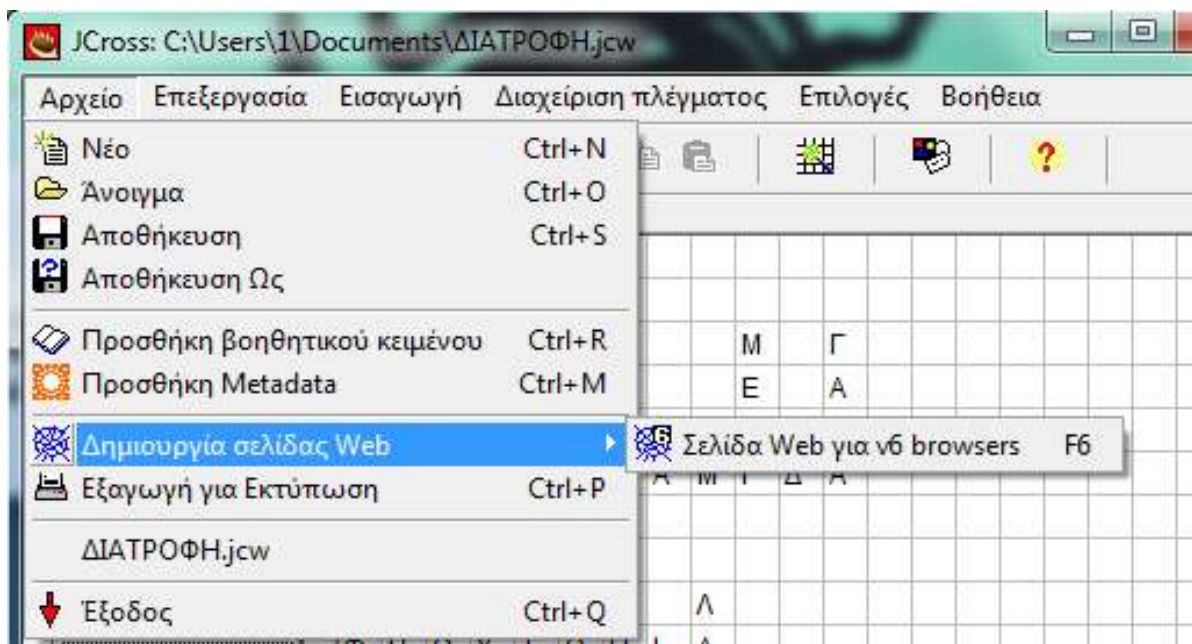 JCross: C:\Users\1\Documents\ΔΙΑΤΡΟΦΗ.jcw
Αρχείο Επεξεργασία Εισαγωγή Διαχείριση πλέγματος Επιλογές Βοήθεια
Νέο Ctrl+N
Άνοιγμα Ctrl+O
Αποθήκευση Ctrl+S
Αποθήκευση Ως
Προσθήκη βοηθητικού κειμένου Ctrl+R
Μ Γ
Προσθήκη Metadata Ctrl+M
Ε Α
Δημιουργία σελίδας Web
Σελίδα Web για v6 browsers F6
Εξαγωγή για Εκτύπωση Ctrl+P
ΔΙΑΤΡΟΦΗ.jcw
Έξοδος Ctrl+Q
Λ